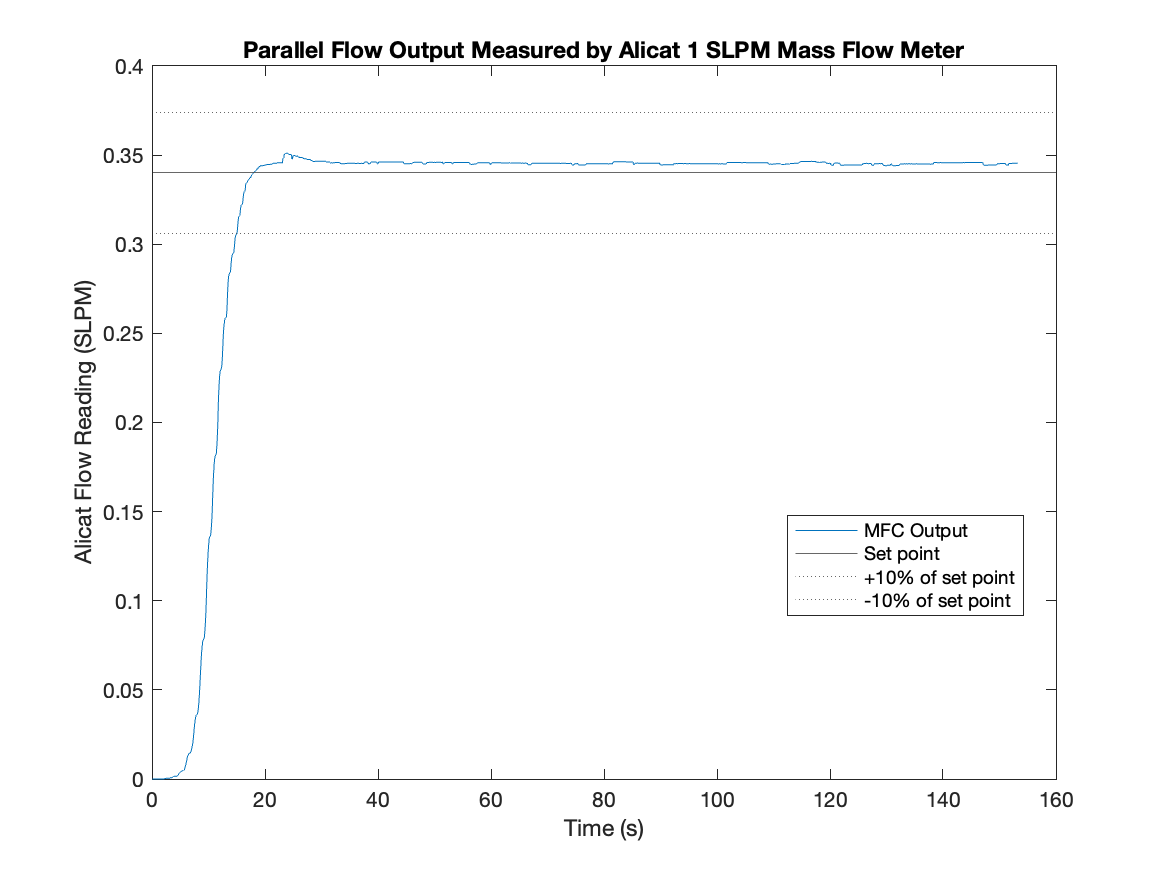 Parallel Flow Output Measured by Alicat 1 SLPM Mass Flow Meter
Alicat Flow Reading (SLPM)
0.4
0.35
0.3
0.25
0.2
0.15
0.1
0.05
0
MFC Output
Set point
+10% of set point
-10% of set point
0 20 40 60 80 100 120 140 160
Time (s)